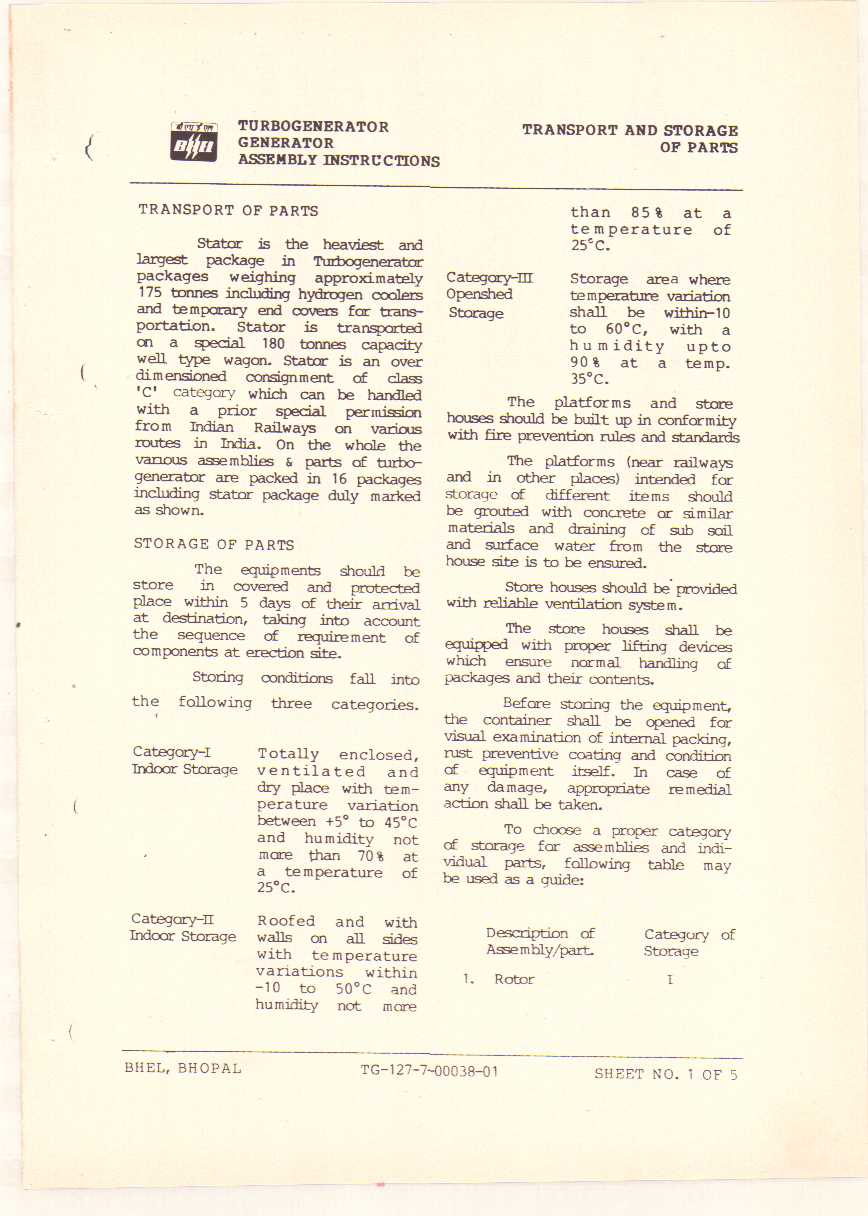 BHEL
TURBOGENERATOR
GENERATOR
ASSEMBLY INSTRUCTIONS
TRANSPORT AND STORAGE
OF PARTS
TRANSPORT OF PARTS
Stator is the heaviest and
largest package in Turbogenerator
packages weighing approximately
175 tonnes including hydrogen coolers
and temporary end covers for trans-
portation. Stator is transported
on a special 180 tonnes capacity
well type wagon. Stator is an over
dimensioned consignment of class
'C' category which can be handled
with a prior special permission
from Indian Railways on various
routes in India. On the whole the
various assemblies & parts of turbo-
generator are packed in 16 packages
including stator package duly marked
as shown.
STORAGE OF PARTS
The equipments should be
store in covered and protected
place within 5 days of their arrival
at destination, taking into account
the sequence of requirement of
components at erection site.
Storing conditions fall into
the following three categories.
Category-I Totally enclosed,
Indoor Storage ventilated and
dry place with tem-
perature variation
between +5° to 45°C
and humidity not
more than 70% at
a temperature of
25°C.
Category-II Roofed and with
Indoor Storage walls on all sides
with temperature
variations within
-10 to 50°C and
humidity not more
than 85% at a
temperature of
25°C.
Category-III Storage area where
Openshed temperature variation
Storage shall be within-10
to 60°C, with a
humidity upto
90% at a temp.
35°C.
The platforms and store
houses should be built up in conformity
with fire prevention rules and standards
The platforms (near railways
and in other places) intended for
storage of different items should
be grouted with concrete or similar
materials and draining of sub soil
and surface water from the store
house site is to be ensured.
Store houses should be provided
with reliable ventilation system.
The store houses shall be
equipped with proper lifting devices
which ensure normal handling of
packages and their contents.
Before storing the equipment,
the container shall be opened for
visual examination of internal packing,
rust preventive coating and condition
of equipment itself. In case of
any damage, appropriate remedial
action shall be taken.
To choose a proper category
of storage for assemblies and indi-
vidual parts, following table may
be used as a guide:
Description of Category of
Assembly/part. Storage
1. Rotor I
BHEL, BHOPAL TG-127-7-00038-01 SHEET NO. 1 OF 5